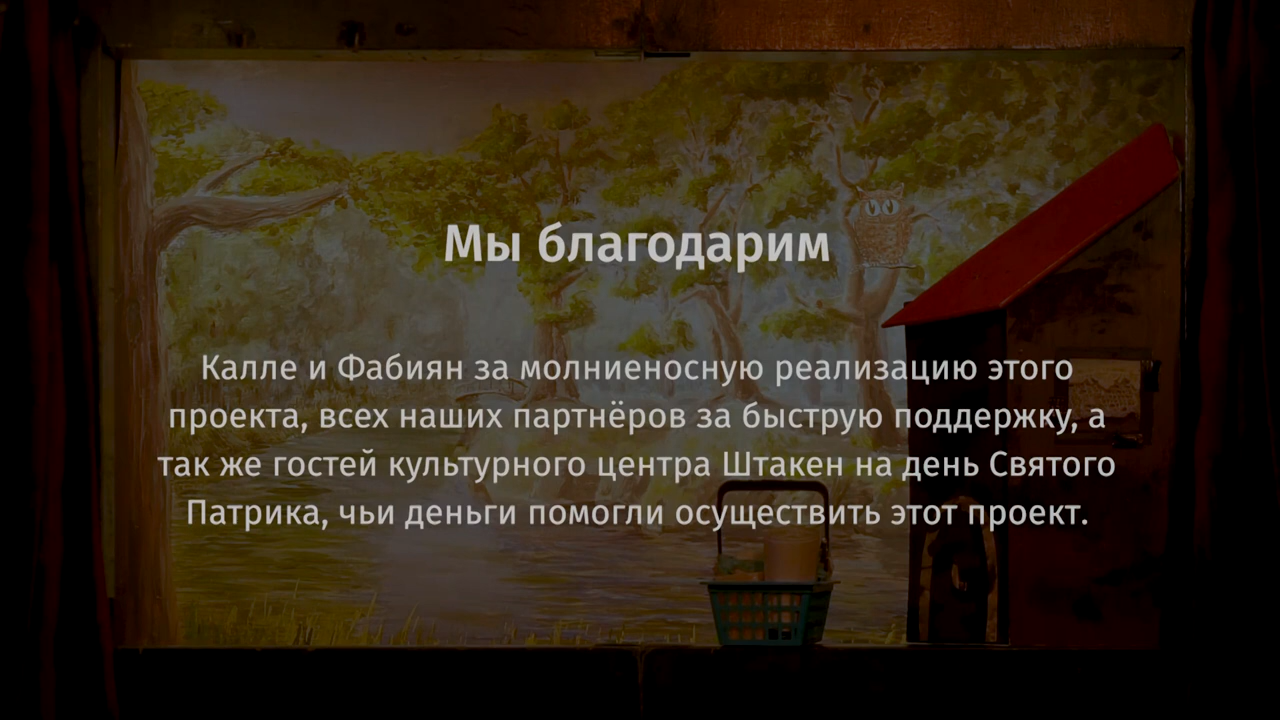 Мы благодарим
Калле и Фабиян за молниеносную реализацию этого
проекта, всех наших партнёров за быструю поддержку, а
так же гостей культурного центра Штакен на день Святого
Патрика, чьи деньги помогли осуществить этот проект.